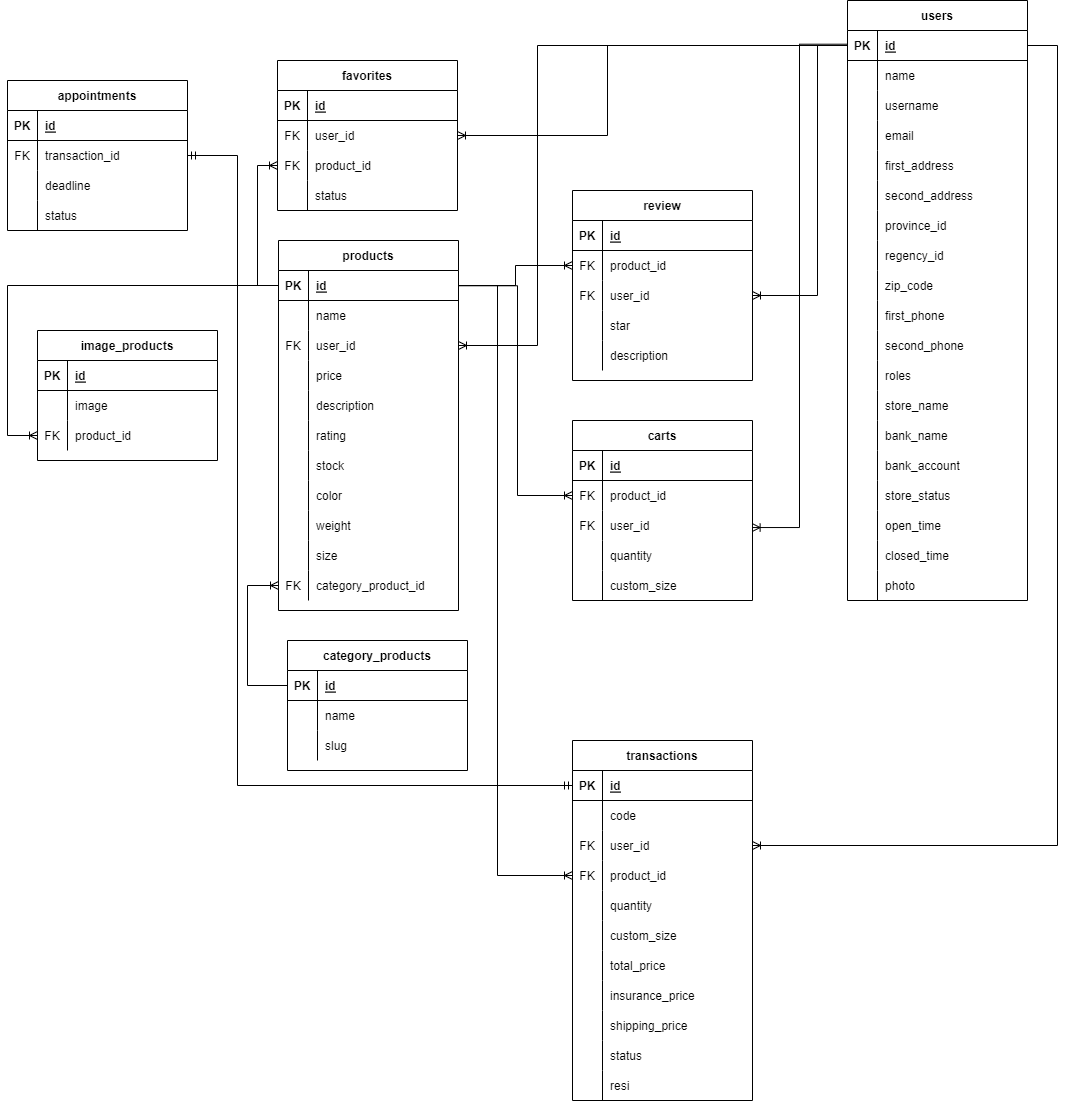 users
PK id
name
username
email
first_address
second_address
province_id
regency_id
zip_code
first_phone
second_phone
roles
store_name
bank_name
bank_account
store_status
open_time
closed_time
photo
favorites
PK id
FK user_id
FK product_id
status
appointments
PK id
FK transaction_id
deadline
status
review
PK id
FK product_id
FK user_id
star
description
products
PK id
name
FK user_id
price
description
rating
stock
color
weight
size
FK category_product_id
image_products
PK id
image
FK product_id
carts
PK id
FK product_id
FK user_id
quantity
custom_size
category_products
PK id
name
slug
transactions
PK id
code
FK user_id
FK product_id
quantity
custom_size
total_price
insurance_price
shipping_price
status
resi